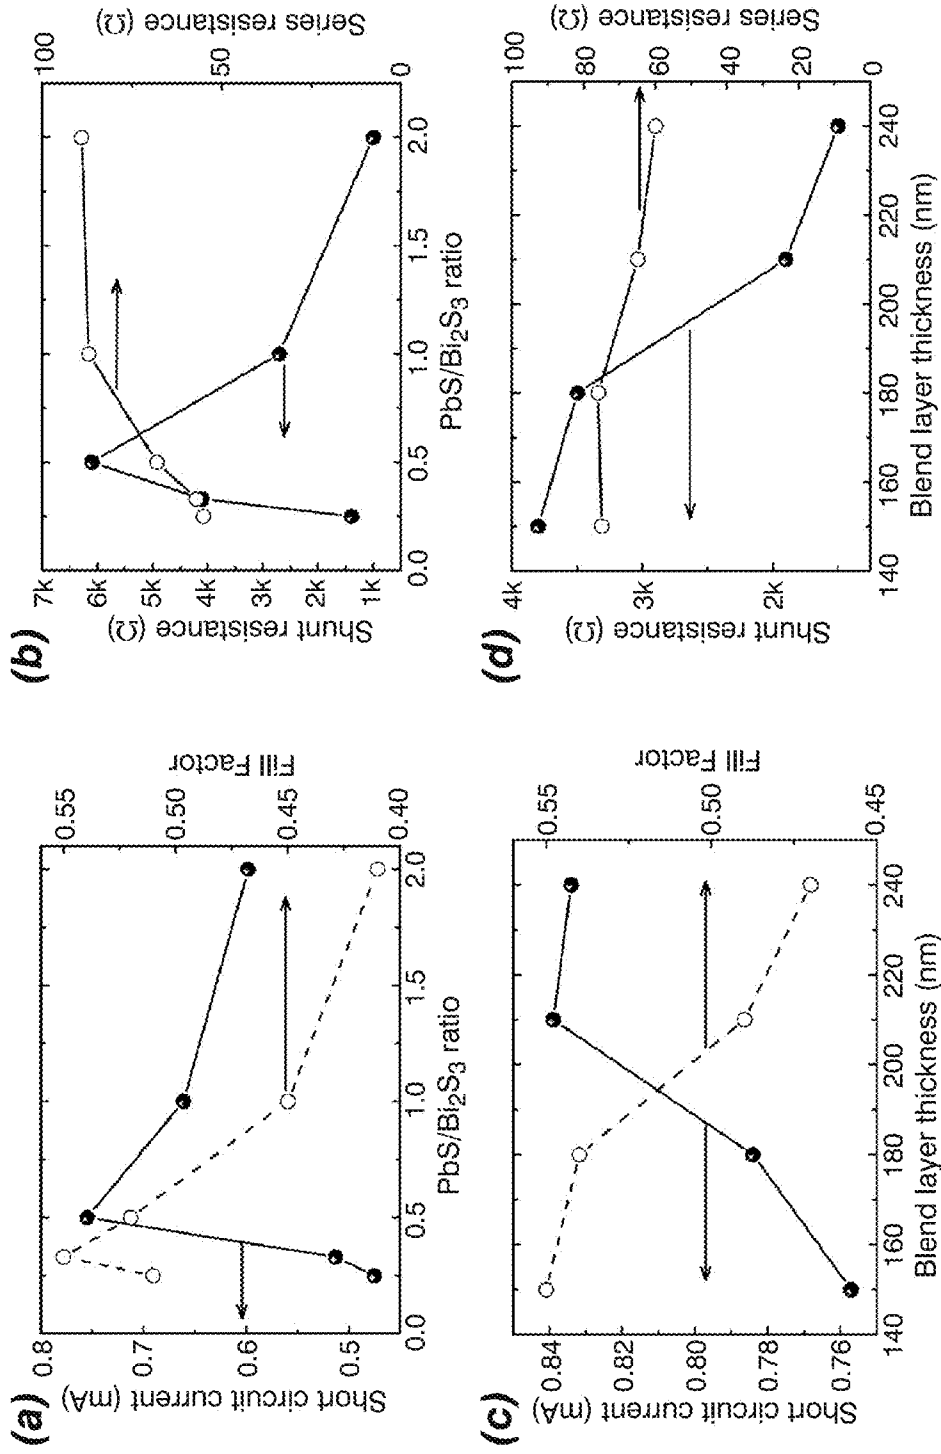 (a)
Short circuit current (mA)
0.8
0.7
0.6
0.5
0.0
0.5
1.0
1.5
2.0
PbS/Bi2S3 ratio
0.55
0.50
0.45
0.40
Fill Factor
(b)
Shunt resistance (Ω)
7k
6k
5k
4k
3k
2k
1k
0.0
0.5
1.0
1.5
2.0
PbS/Bi2S3 ratio
100
50
0
Series resistance (Ω)
(c)
Short circuit current (mA)
0.84
0.82
0.80
0.78
0.76
140
160
180
200
220
240
Blend layer thickness (nm)
0.55
0.50
0.45
Fill Factor
(d)
Shunt resistance (Ω)
4k
3k
2k
140
160
180
200
220
240
Blend layer thickness (nm)
100
90
80
70
60
50
40
30
20
10
0
Series resistance (Ω)